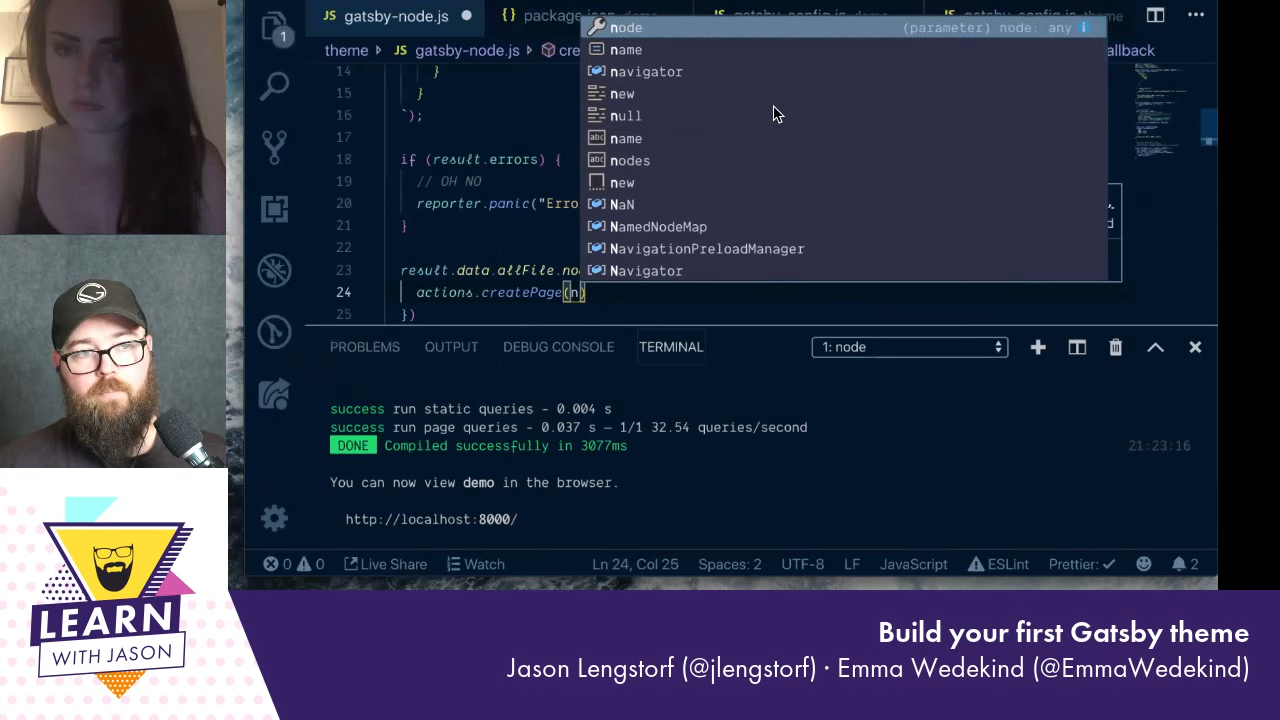 gatsby-node.js
package.json
1
theme
JS gatsby-node.js
cre
allback
node
(parameter) node: any
name
navigator
new
null
name
nodes
new
NaN
NamedNodeMap
NavigationPreloadManager
Navigator
14 }
15 }
16 `);
17
18 if (result.errors) {
19 // OH NO
20 reporter.panic("Erro
21 }
22
23 result.data.allFile.no
24 actions.createPage(n)
25 })
PROBLEMS OUTPUT DEBUG CONSOLE TERMINAL 1: node
success run static queries - 0.004 s
success run page queries - 0.037 s — 1/1 32.54 queries/second
DONE Compiled successfully in 3077ms 21:23:16
You can now view demo in the browser.
http://localhost:8000/
0 0 Live Share Watch Ln 24, Col 25 Spaces: 2 UTF-8 LF JavaScript ESLint Prettier: 2
LEARN
WITH JASON
Build your first Gatsby theme
Jason Lengstorf (@jlengstorf) · Emma Wedekind (@EmmaWedekind)